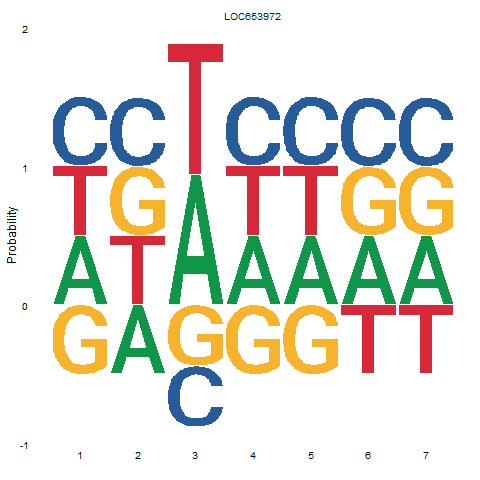 LOC653972
2
1
0
-1
Probability
C C T C C C C
T G A T T G G
A T G A A A A
G A C G G T T
1 2 3 4 5 6 7